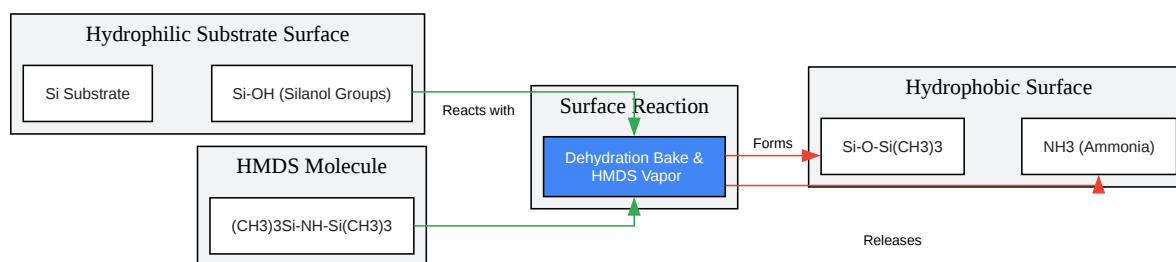 Hydrophilic Substrate Surface
Si Substrate
Si-OH (Silanol Groups)
Reacts with
HMDS Molecule
(CH3)3Si-NH-Si(CH3)3
Surface Reaction
Dehydration Bake &
HMDS Vapor
Forms
Hydrophobic Surface
Si-O-Si(CH3)3
NH3 (Ammonia)
Releases